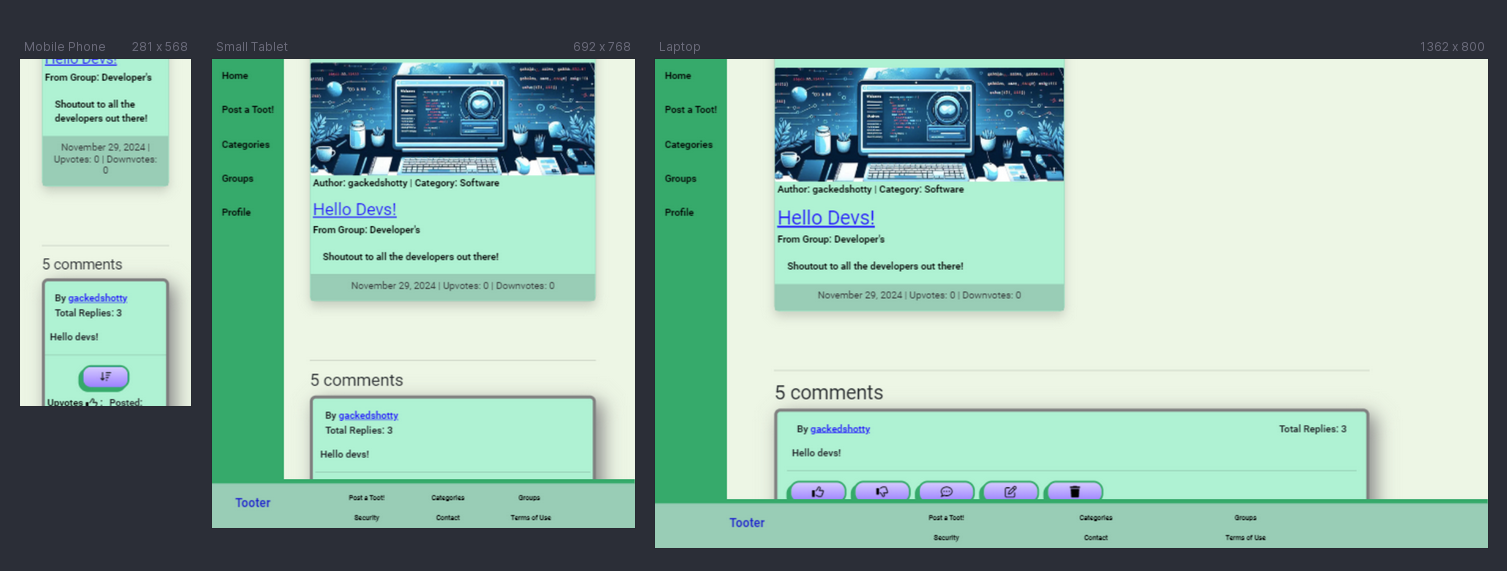 Mobile Phone 281 x 568
Hello Devs!
From Group: Developer's
Shoutout to all the
developers out there!
November 29, 2024 |
Upvotes: 0 | Downvotes:
0
5 comments
By gackedshotty
Total Replies: 3
Hello devs!
Upvotes : Posted:
Small Tablet 692 x 768
Home
Post a Toot!
Categories
Groups
Profile
Author: gackedshotty | Category: Software
Hello Devs!
From Group: Developer's
Shoutout to all the developers out there!
November 29, 2024 | Upvotes: 0 | Downvotes: 0
5 comments
By gackedshotty
Total Replies: 3
Hello devs!
Tooter
Post a Toot! Categories Groups
Security Contact Terms of Use
Laptop 1362 x 800
Home
Post a Toot!
Categories
Groups
Profile
Author: gackedshotty | Category: Software
Hello Devs!
From Group: Developer's
Shoutout to all the developers out there!
November 29, 2024 | Upvotes: 0 | Downvotes: 0
5 comments
By gackedshotty Total Replies: 3
Hello devs!
Tooter
Post a Toot! Categories Groups
Security Contact Terms of Use